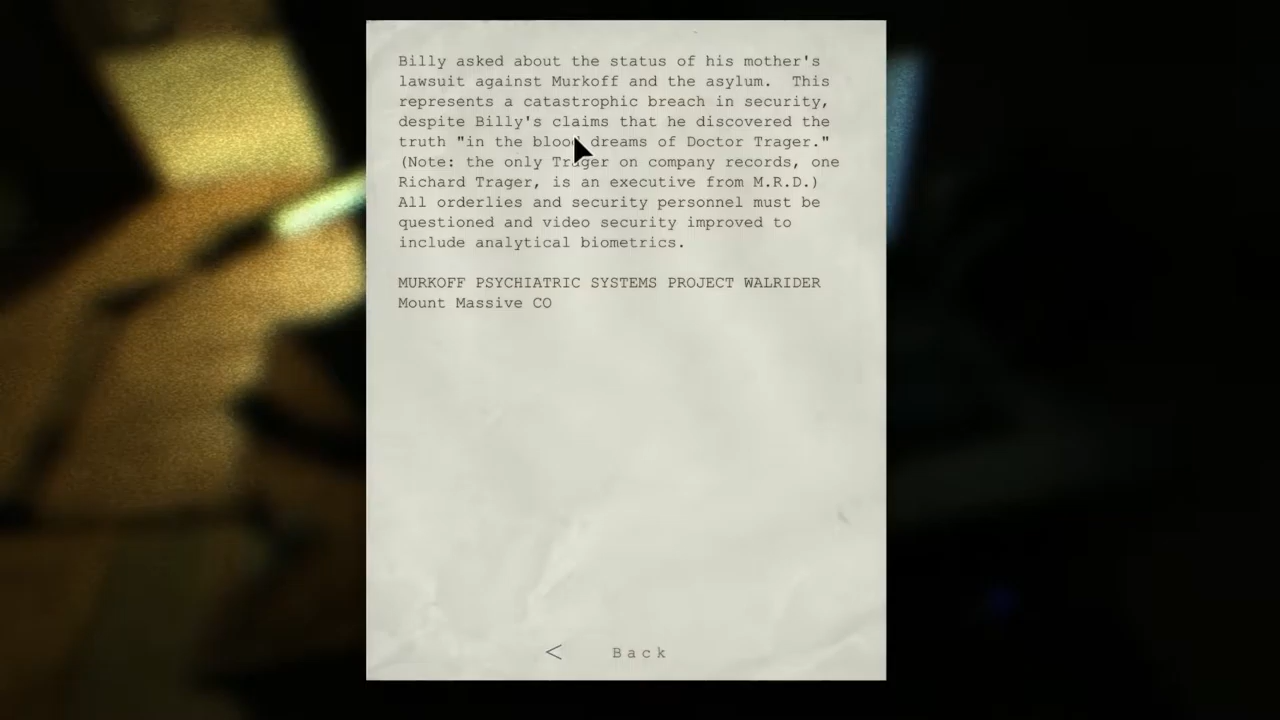 Billy asked about the status of his mother's
lawsuit against Murkoff and the asylum.  This
represents a catastrophic breach in security,
despite Billy's claims that he discovered the
truth "in the blood dreams of Doctor Trager."
(Note: the only Trager on company records, one
Richard Trager, is an executive from M.R.D.)
All orderlies and security personnel must be
questioned and video security improved to
include analytical biometrics.

MURKOFF PSYCHIATRIC SYSTEMS PROJECT WALRIDER
Mount Massive CO
< Back